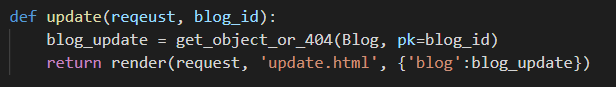 def update(reqeust, blog_id):
    blog_update = get_object_or_404(Blog, pk=blog_id)
    return render(request, 'update.html', {'blog':blog_update})